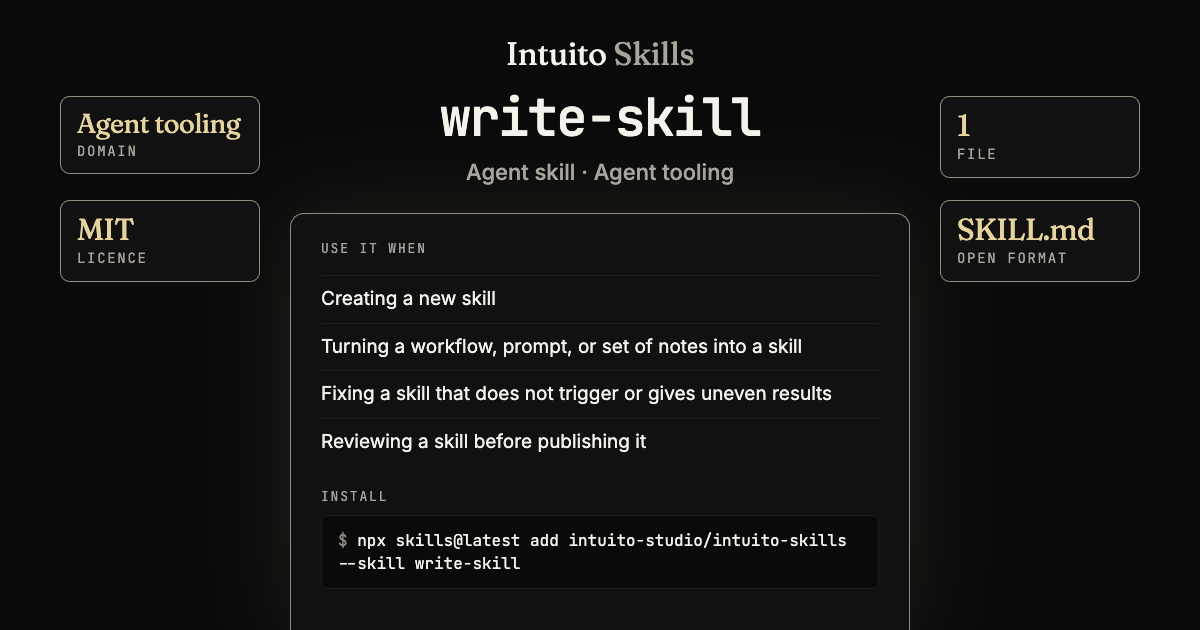 Intuito Skills
write-skill
Agent skill · Agent tooling
Agent tooling
DOMAIN
MIT
LICENCE
1
FILE
SKILL.md
OPEN FORMAT
USE IT WHEN
Creating a new skill
Turning a workflow, prompt, or set of notes into a skill
Fixing a skill that does not trigger or gives uneven results
Reviewing a skill before publishing it
INSTALL
$ npx skills@latest add intuito-studio/intuito-skills
--skill write-skill